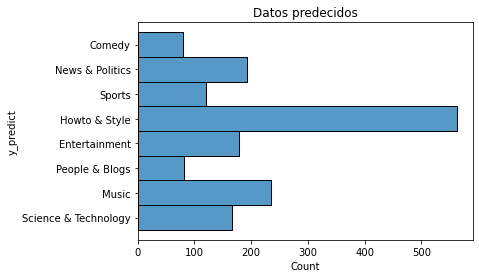 Datos predecidos
y_predict
Comedy
News & Politics
Sports
Howto & Style
Entertainment
People & Blogs
Music
Science & Technology
0 100 200 300 400 500
Count